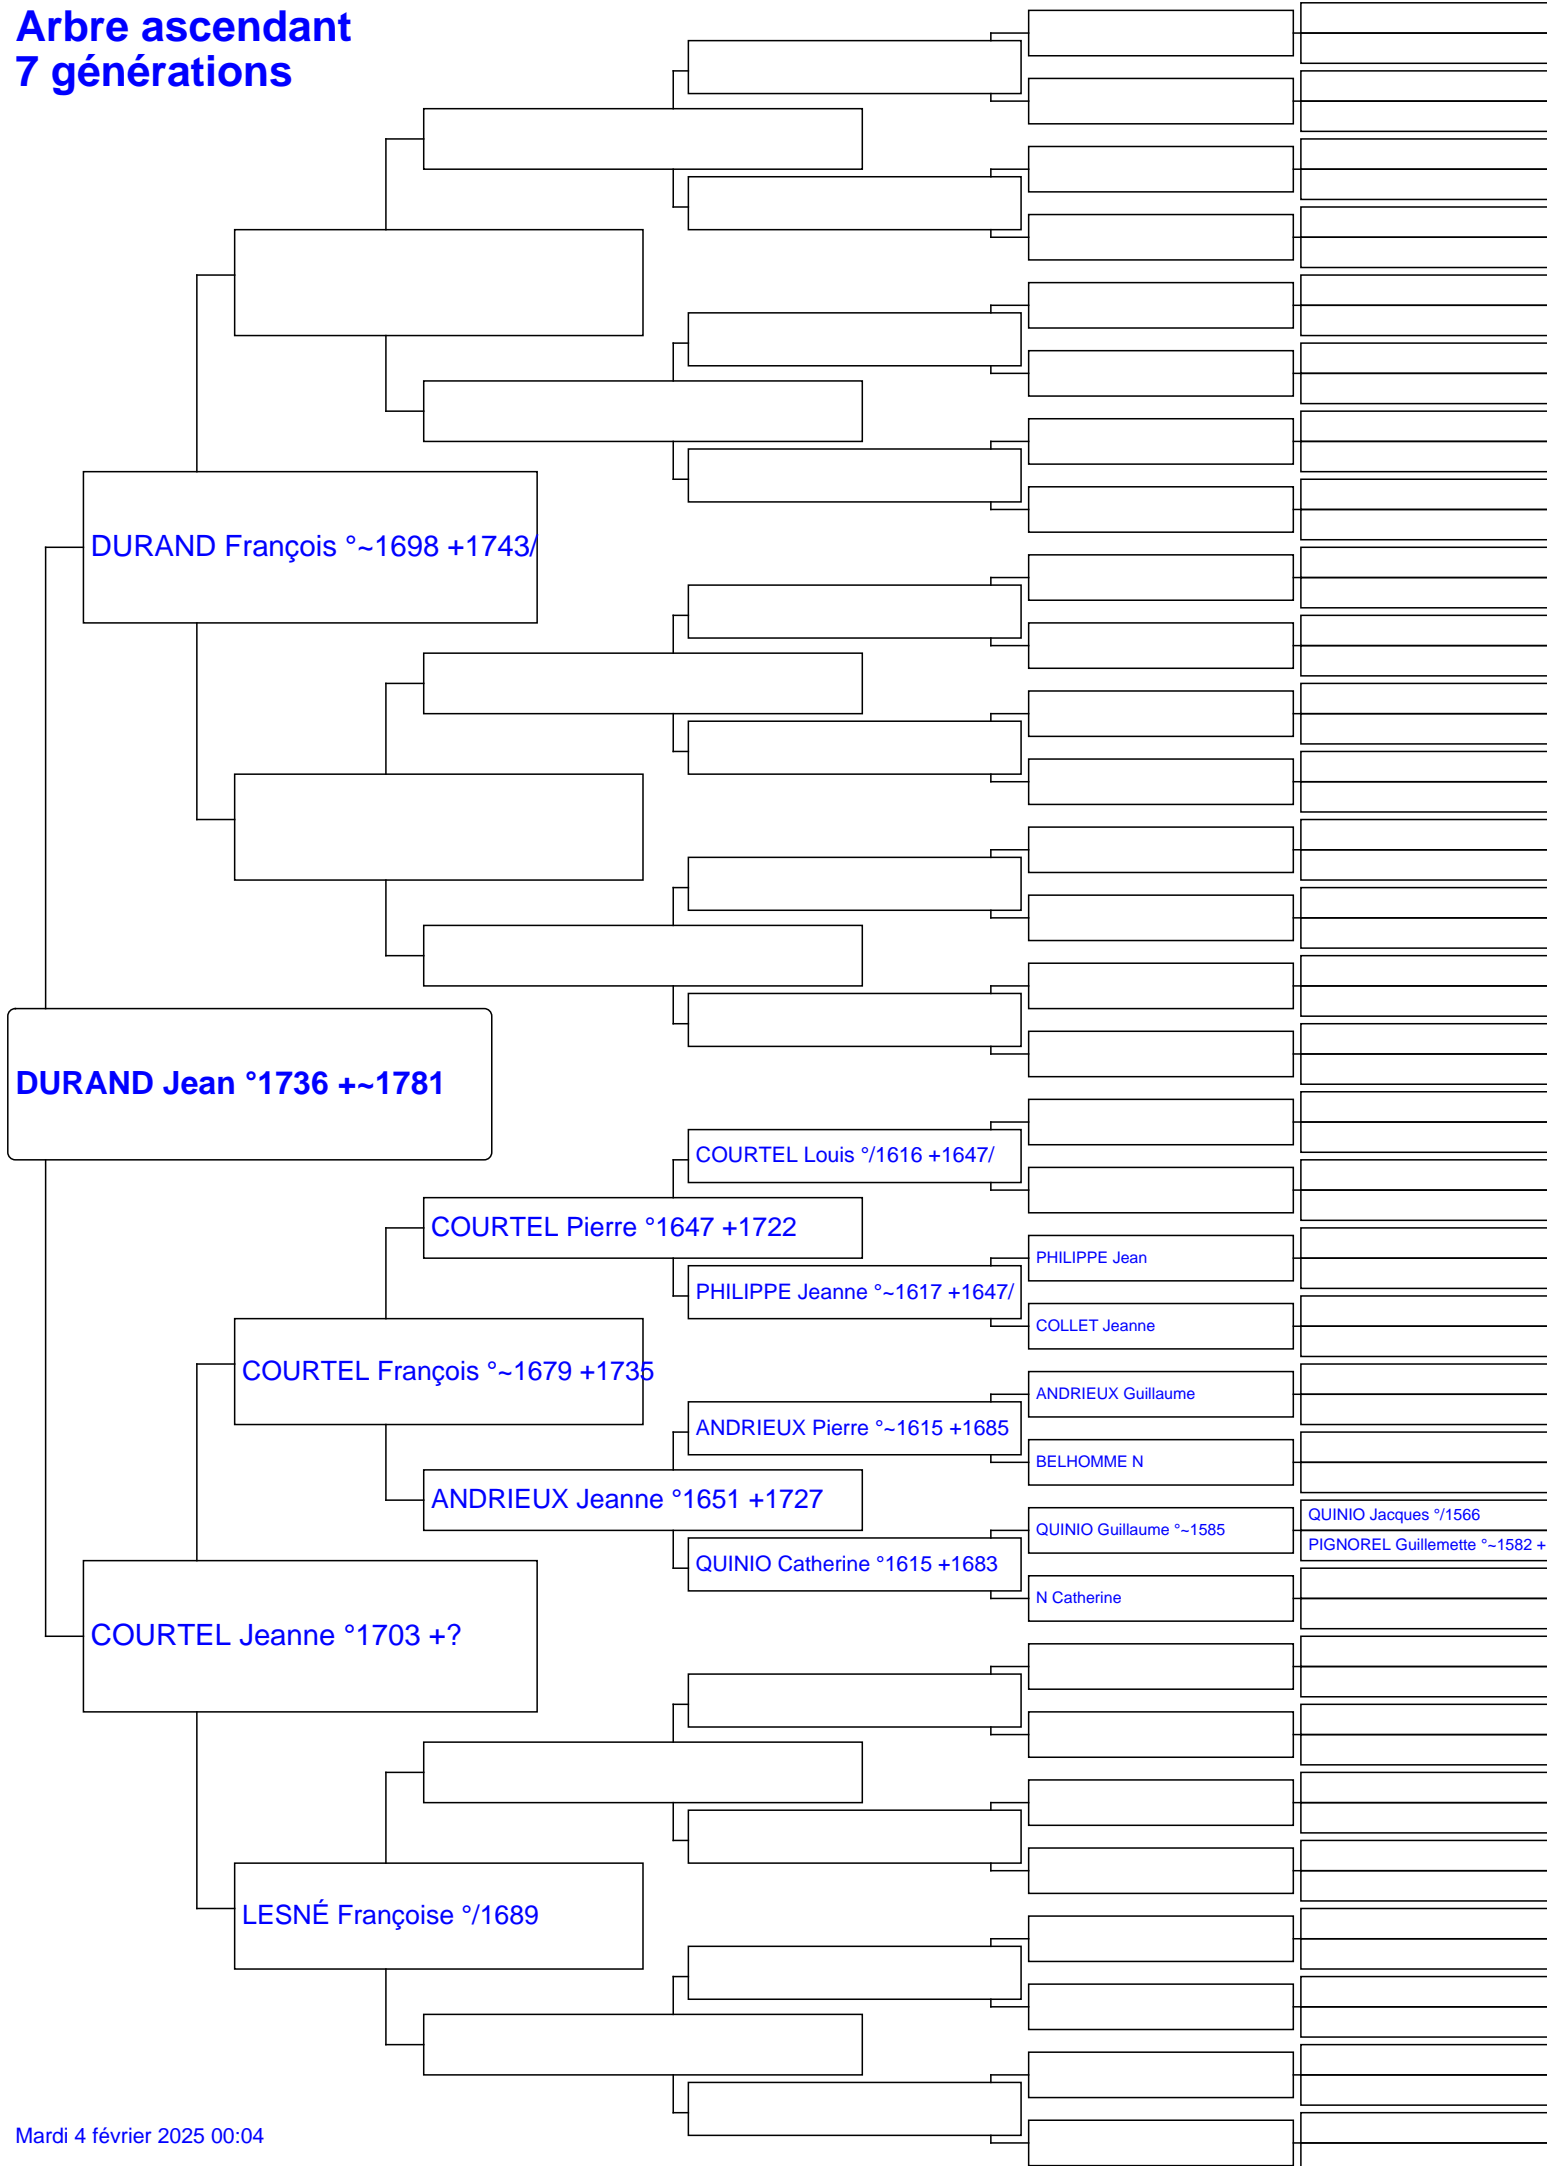 Arbre ascendant
7 générations
DURAND François °~1698 +1743/
DURAND Jean °1736 +~1781
COURTEL Louis °/1616 +1647/
COURTEL Pierre °1647 +1722
PHILIPPE Jean
PHILIPPE Jeanne °~1617 +1647/
COLLET Jeanne
COURTEL François °~1679 +1735
ANDRIEUX Guillaume
ANDRIEUX Pierre °~1615 +1685
BELHOMME N
ANDRIEUX Jeanne °1651 +1727
QUINIO Jacques °/1566
QUINIO Guillaume °~1585
PIGNOREL Guillemette °~1582 +
QUINIO Catherine °1615 +1683
N Catherine
COURTEL Jeanne °1703 +?
LESNÉ Françoise °/1689
Mardi 4 février 2025 00:04